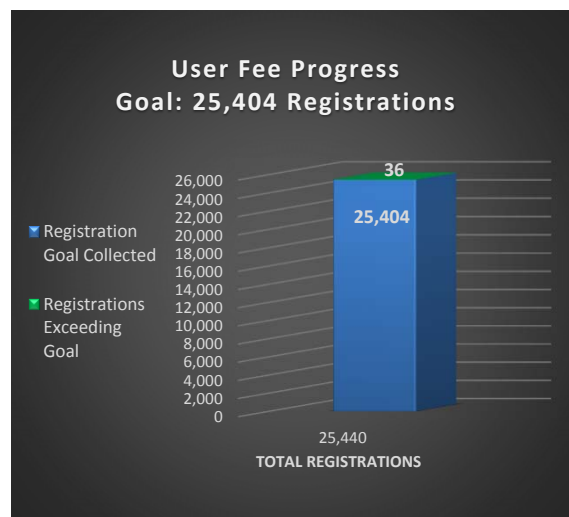 User Fee Progress
Goal: 25,404 Registrations
36
26,000
24,000
22,000
20,000
18,000
16,000
14,000
12,000
10,000
8,000
6,000
4,000
2,000
0
25,404
Registration
Goal Collected
Registrations
Exceeding
Goal
25,440
TOTAL REGISTRATIONS